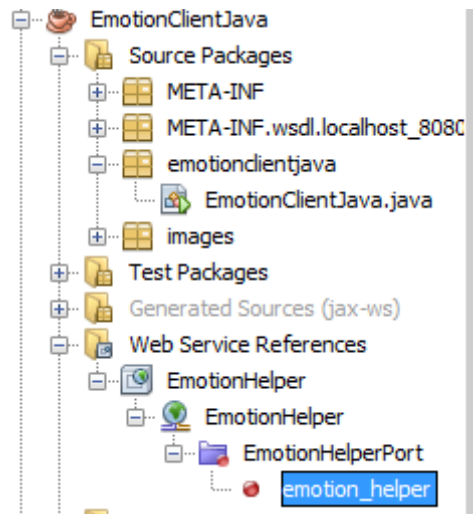 EmotionClientJava
Source Packages
META-INF
META-INF.wsdl.localhost_8080
emotionclientjava
EmotionClientJava.java
images
Test Packages
Generated Sources (jax-ws)
Web Service References
EmotionHelper
EmotionHelper
EmotionHelperPort
emotion_helper